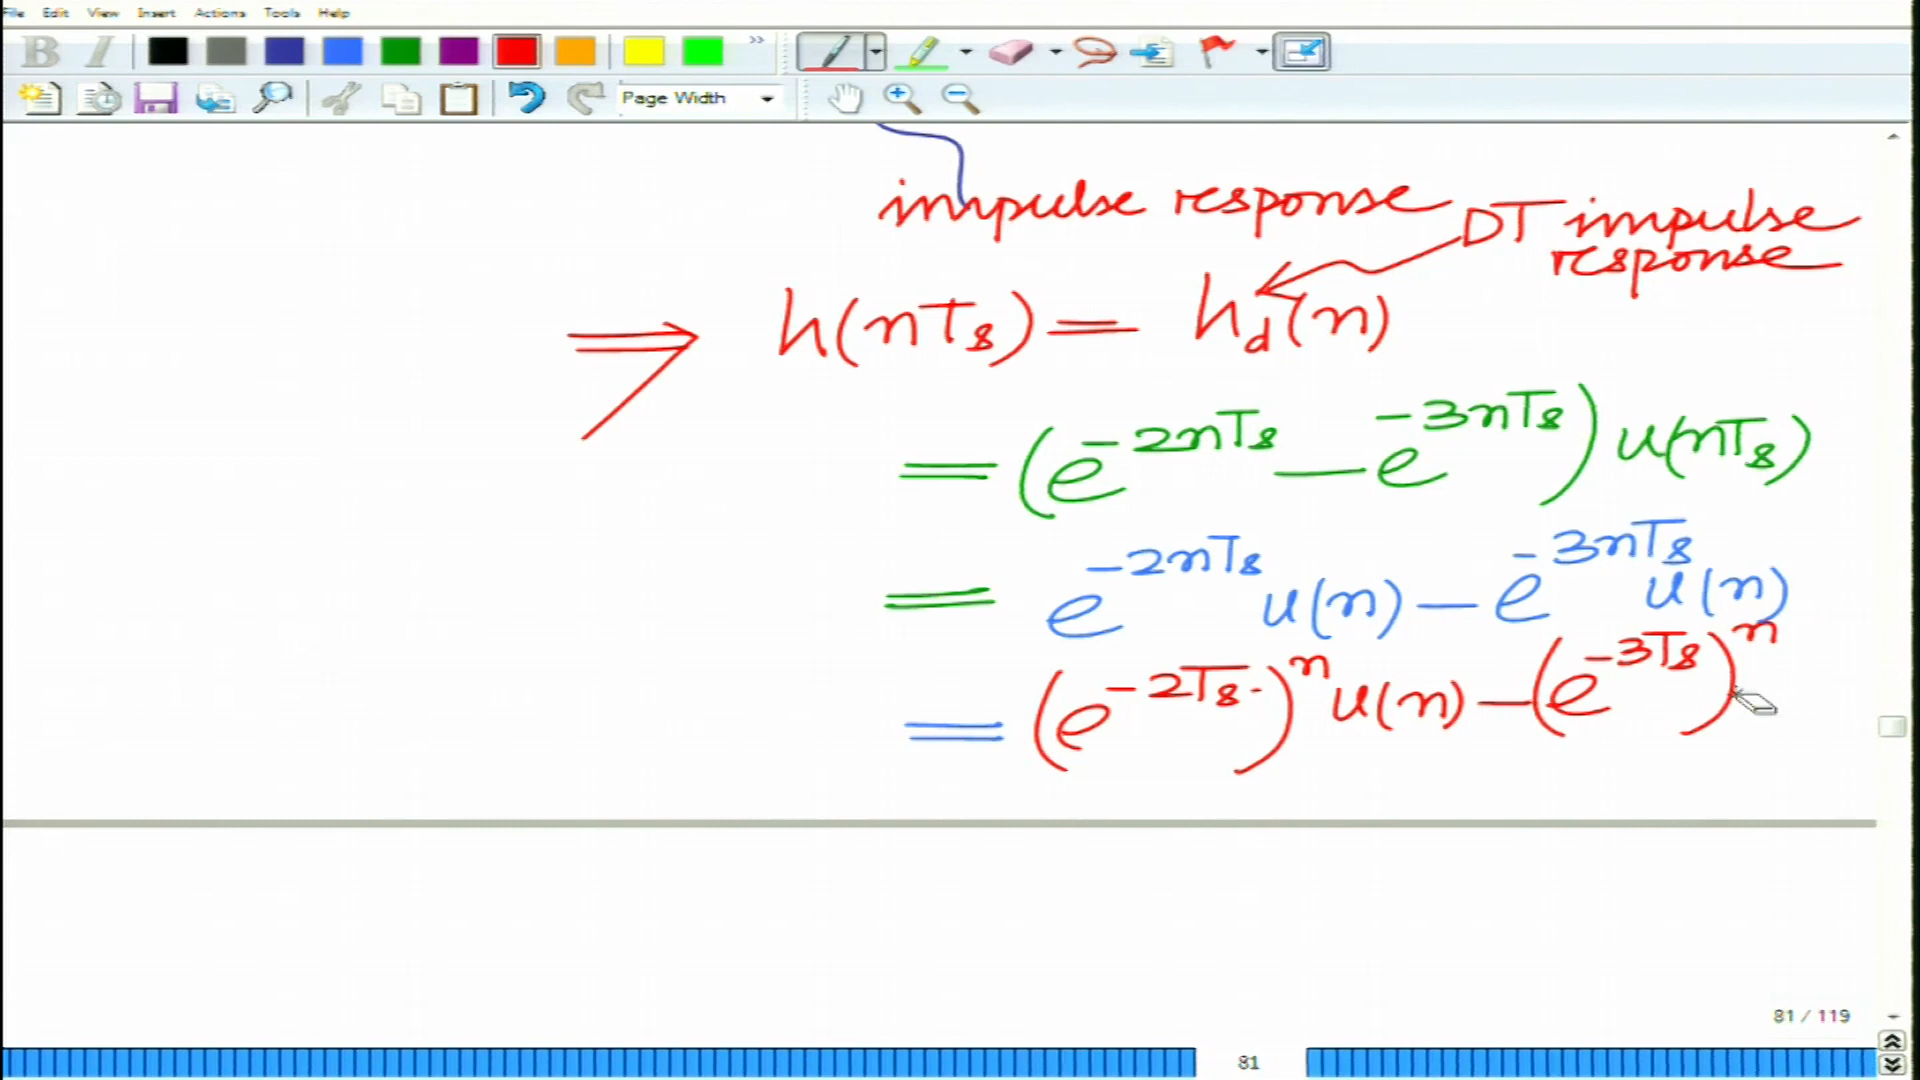 File Edit View Insert Actions Tools Help
B I
Page Width
impulse response
DT impulse
response
⇒ h(nTs) = hd(n)
= (e^-2nTs - e^-3nTs) u(nTs)
= e^-2nTs u(n) - e^-3nTs u(n)
= (e^-2Ts.)^n u(n) - (e^-3Ts)^n
81 / 119
81